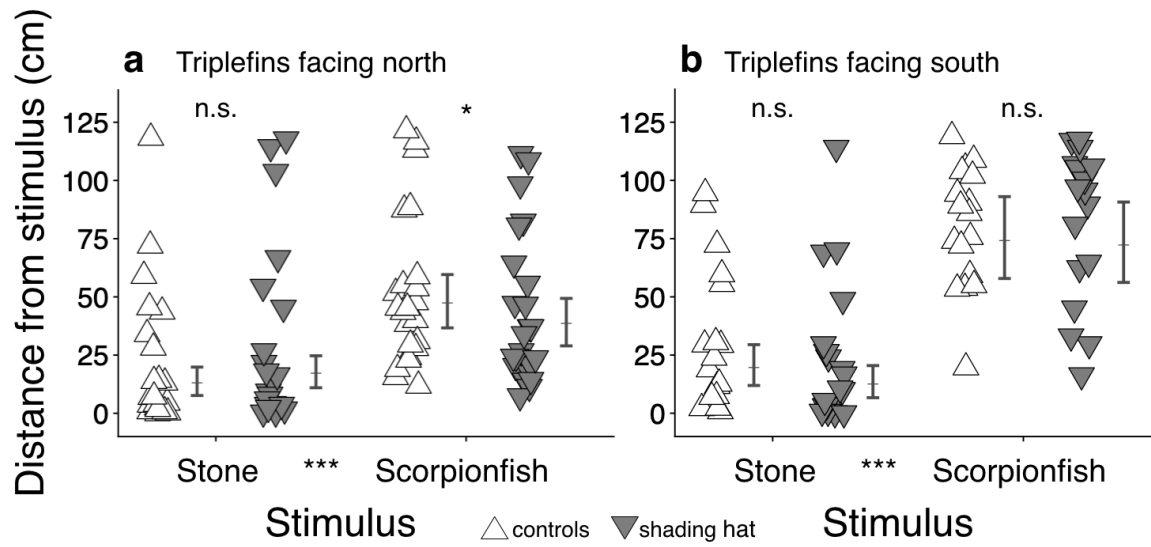 Distance from stimulus (cm)
a Triplefins facing north
n.s. *
125
100
75
50
25
0
Stone *** Scorpionfish
Stimulus
b Triplefins facing south
n.s. n.s.
125
100
75
50
25
0
Stone *** Scorpionfish
Stimulus
controls shading hat